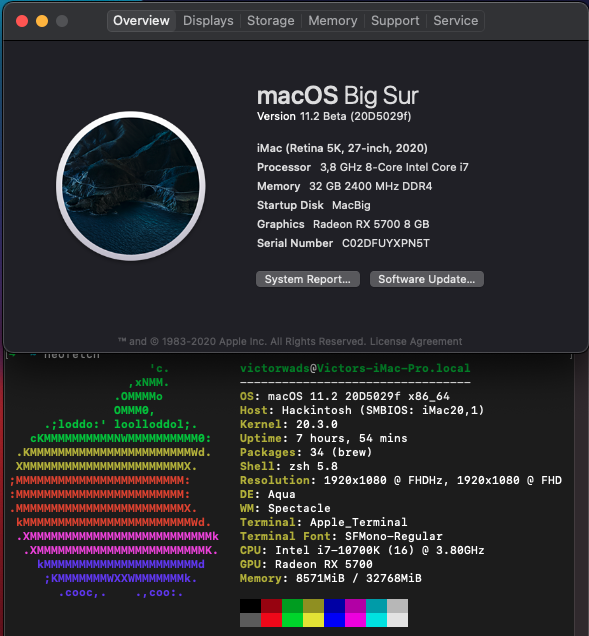 Overview Displays Storage Memory Support Service
macOS Big Sur
Version 11.2 Beta (20D5029f)
iMac (Retina 5K, 27-inch, 2020)
Processor 3,8 GHz 8-Core Intel Core i7
Memory 32 GB 2400 MHz DDR4
Startup Disk MacBig
Graphics Radeon RX 5700 8 GB
Serial Number C02DFUYXPN5T
System Report... Software Update...
™ and © 1983-2020 Apple Inc. All Rights Reserved. License Agreement
neofetch
'c. victorwads@Victors-iMac-Pro.local
,xNMM. --------------------------------
.OMMMMo OS: macOS 11.2 20D5029f x86_64
OMMM0, Host: Hackintosh (SMBIOS: iMac20,1)
.;loddo:' loolloddol;. Kernel: 20.3.0
cKMMMMMMMMMMNWMMMMMMMMMM0: Uptime: 7 hours, 54 mins
.KMMMMMMMMMMMMMMMMMMMMMMMWd. Packages: 34 (brew)
XMMMMMMMMMMMMMMMMMMMMMMMX. Shell: zsh 5.8
;MMMMMMMMMMMMMMMMMMMMMMMM: Resolution: 1920x1080 @ FHDHz, 1920x1080 @ FHD
:MMMMMMMMMMMMMMMMMMMMMMMM: DE: Aqua
.MMMMMMMMMMMMMMMMMMMMMMMMX. WM: Spectacle
kMMMMMMMMMMMMMMMMMMMMMMMMWd. Terminal: Apple_Terminal
.XMMMMMMMMMMMMMMMMMMMMMMMMMMk Terminal Font: SFMono-Regular
.XMMMMMMMMMMMMMMMMMMMMMMMMK. CPU: Intel i7-10700K (16) @ 3.80GHz
kMMMMMMMMMMMMMMMMMMMMMMd GPU: Radeon RX 5700
;KMMMMMMMWXXWMMMMMMMk. Memory: 8571MiB / 32768MiB
.cooc,. .,coo:.